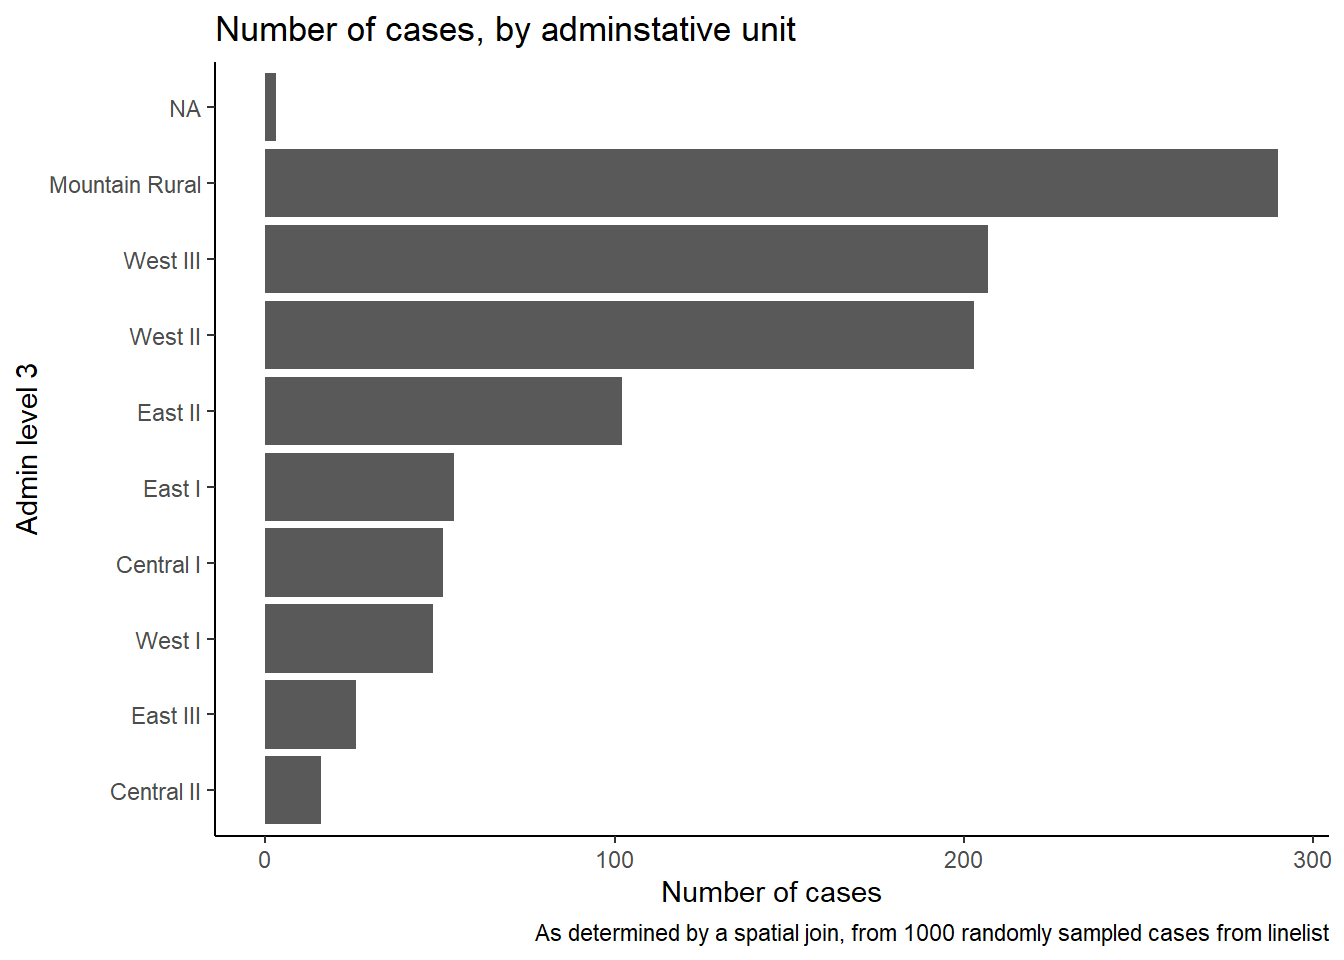 Number of cases, by adminstative unit
NA
Mountain Rural
West III
West II
East II
East I
Central I
West I
East III
Central II
Admin level 3
0 100 200 300
Number of cases
As determined by a spatial join, from 1000 randomly sampled cases from linelist